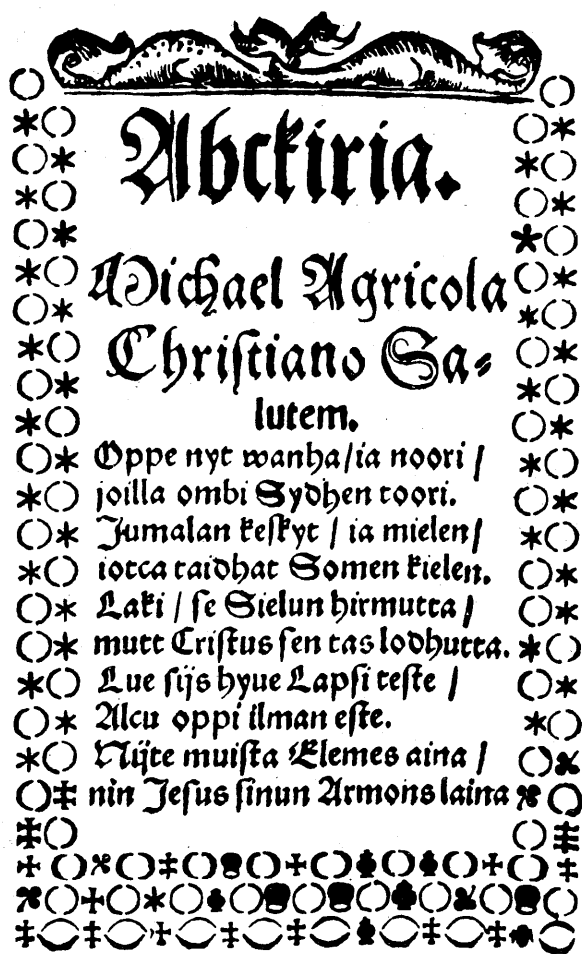 Abckiria.
Michael Agricola
Christiano Sa-
lutem.
Oppe nyt wanha/ia noori /
joilla ombi Sydhen toori.
Jumalan keskyt / ia mielen/
iotca taidhat Somen kielen.
Laki / se Sielun hirmutta /
mutt Cristus sen tas lodhutta.
Lue sijs hyue Lapsi teste /
Alcu oppi ilman este.
Nijte muista Elemes aina /
nin Jesus sinun Armons laina